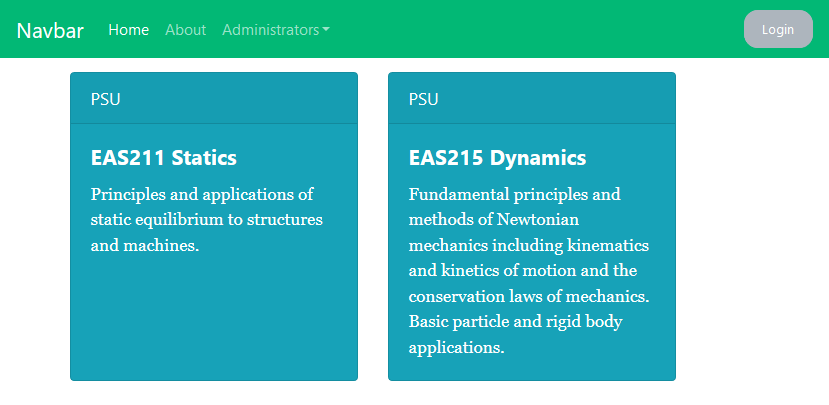 Navbar Home About Administrators Login
PSU
EAS211 Statics
Principles and applications of
static equilibrium to structures
and machines.
PSU
EAS215 Dynamics
Fundamental principles and
methods of Newtonian
mechanics including kinematics
and kinetics of motion and the
conservation laws of mechanics.
Basic particle and rigid body
applications.